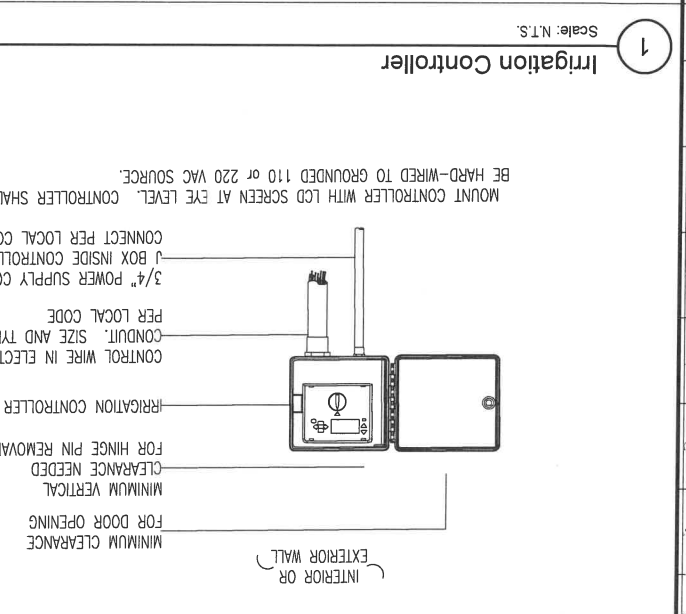 INTERIOR OR
EXTERIOR WALL
MINIMUM CLEARANCE
FOR DOOR OPENING
MINIMUM VERTICAL
CLEARANCE NEEDED
FOR HINGE PIN REMOVAL
IRRIGATION CONTROLLER
CONTROL WIRE IN ELECT
CONDUIT. SIZE AND TY
PER LOCAL CODE
3/4" POWER SUPPLY CO
J BOX INSIDE CONTROLL
CONNECT PER LOCAL CO
MOUNT CONTROLLER WITH LCD SCREEN AT EYE LEVEL. CONTROLLER SHAL
BE HARD-WIRED TO GROUNDED 110 or 220 VAC SOURCE.
1
Irrigation Controller
Scale: N.T.S.